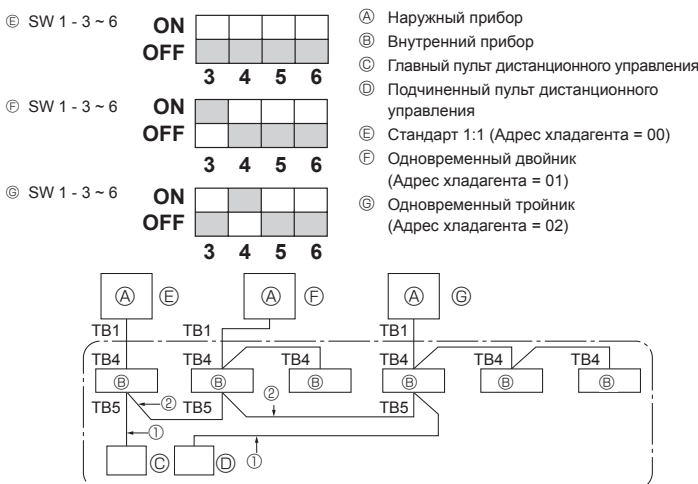 Ⓔ SW 1 - 3 ~ 6
ON
OFF
3 4 5 6
Ⓕ SW 1 - 3 ~ 6
ON
OFF
3 4 5 6
Ⓖ SW 1 - 3 ~ 6
ON
OFF
3 4 5 6
Ⓐ Наружный прибор
Ⓑ Внутренний прибор
Ⓒ Главный пульт дистанционного управления
Ⓓ Подчиненный пульт дистанционного
управления
Ⓔ Стандарт 1:1 (Адрес хладагента = 00)
Ⓕ Одновременный двойник
(Адрес хладагента = 01)
Ⓖ Одновременный тройник
(Адрес хладагента = 02)
Ⓐ Ⓔ Ⓐ Ⓕ Ⓐ Ⓖ
TB1 TB1 TB1
TB4 TB4 TB4 TB4 TB4 TB4
Ⓑ Ⓑ Ⓑ Ⓑ Ⓑ Ⓑ
TB5 ② TB5 ② TB5
① ①
Ⓒ Ⓓ